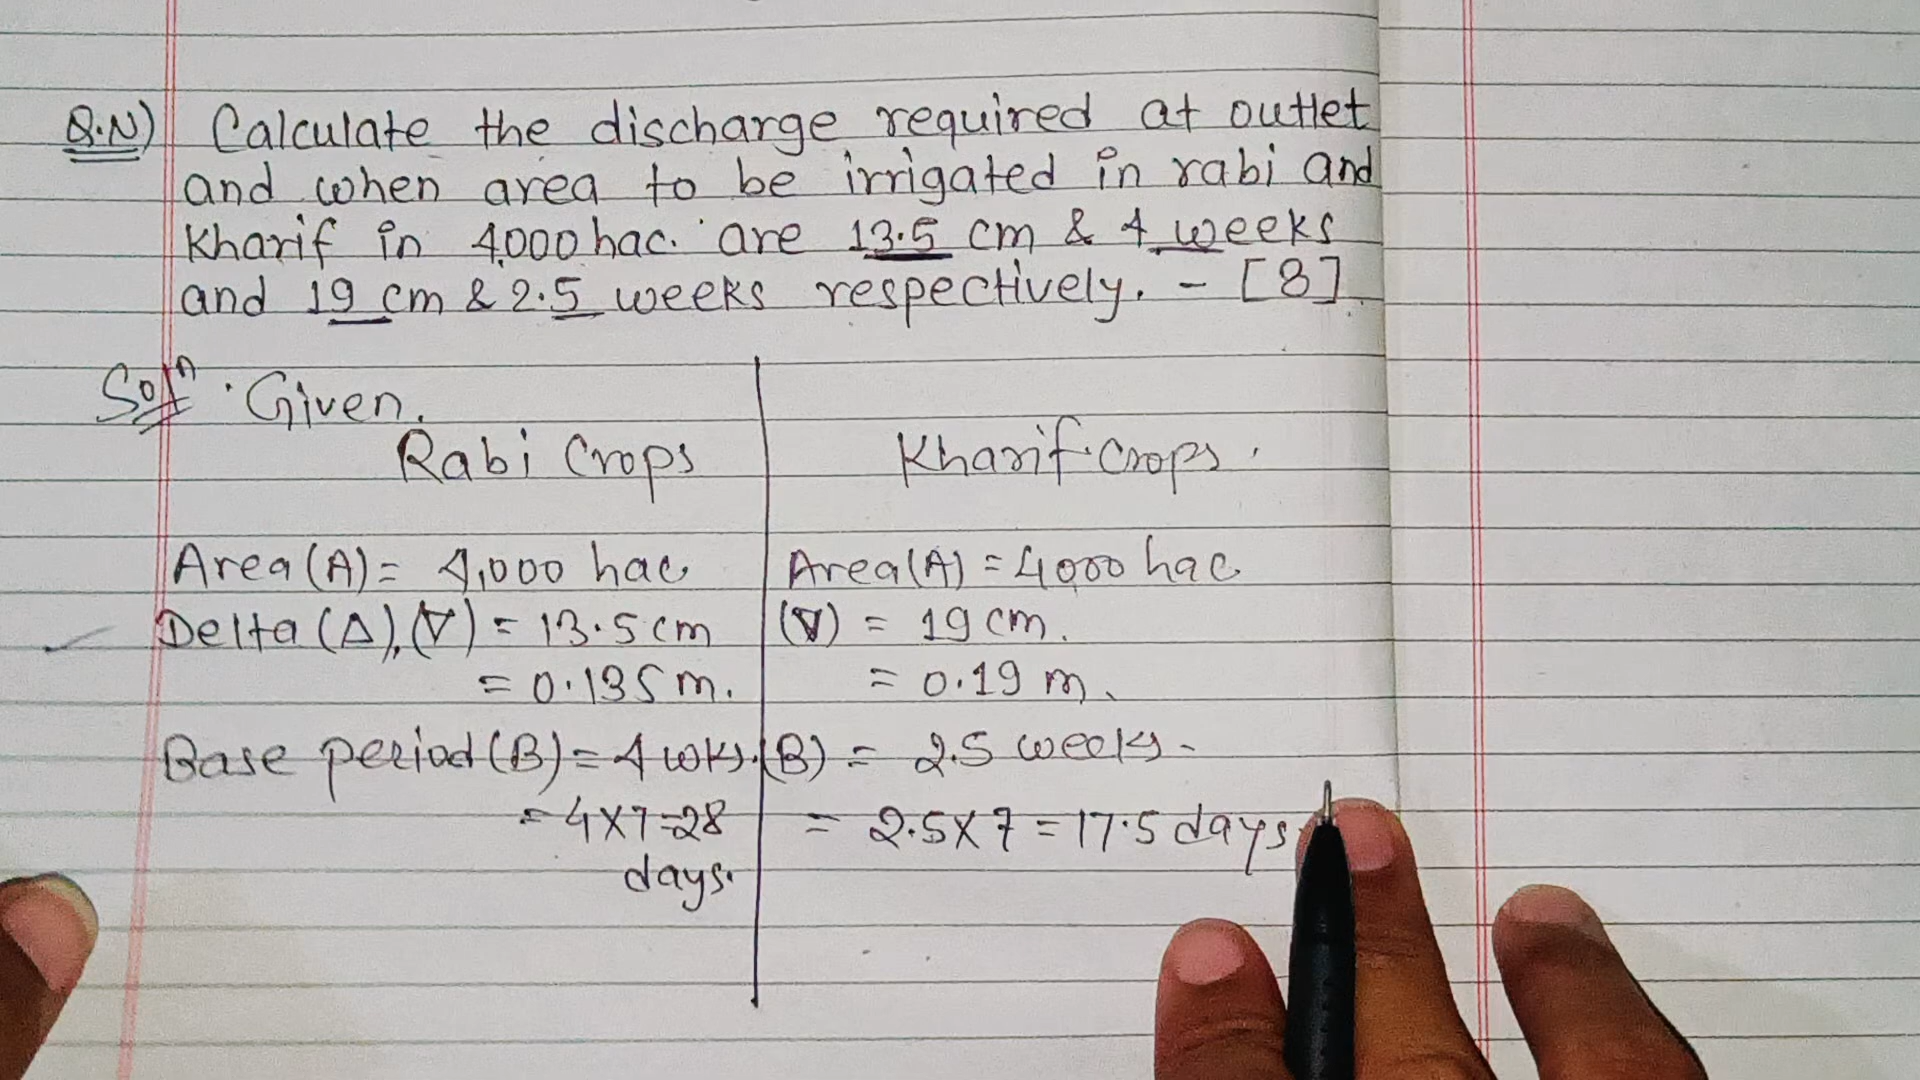 Q.N) Calculate the discharge required at outlet
and when area to be irrigated in rabi and
Kharif in 4,000 hac. are 13.5 cm & 4 weeks
and 19 cm & 2.5 weeks respectively. - [8]
Solⁿ. Given.
Rabi Crops
Kharif Crops.
Area (A) = 4,000 hac
Area (A) = 4000 hac
Delta (Δ), (∇) = 13.5 cm
(∇) = 19 cm.
= 0.135 m.
= 0.19 m.
Base period (B) = 4 wks.
(B) = 2.5 weeks.
= 4 x 7 = 28
= 2.5 x 7 = 17.5 days
days.